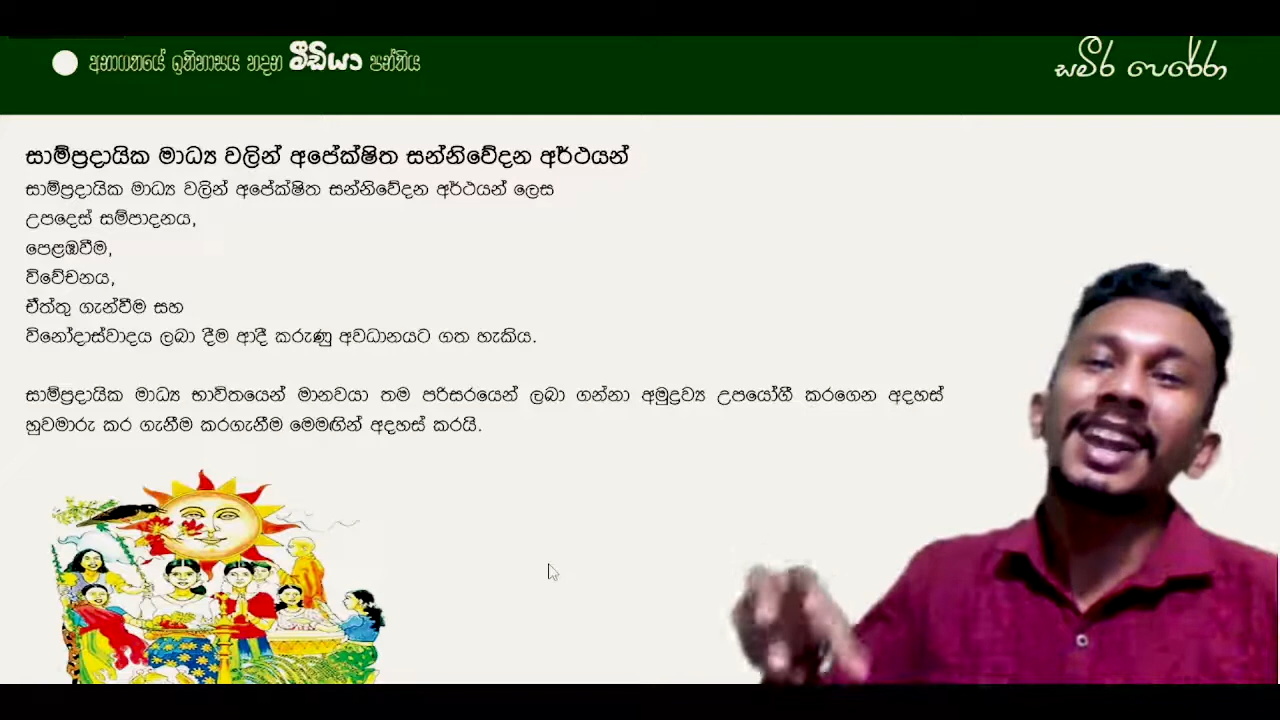 අනාගතයේ ඉතිහාසය හදන මීඩියා පන්තිය
සමීර පෙරේරා
සාම්ප්‍රදායික මාධ්‍ය වලින් අපේක්ෂිත සන්නිවේදන අර්ථයන්
සාම්ප්‍රදායික මාධ්‍ය වලින් අපේක්ෂිත සන්නිවේදන අර්ථයන් ලෙස
උපදෙස් සම්පාදනය,
පෙළඹවීම,
විවේචනය,
ඒත්තු ගැන්වීම සහ
විනෝදාස්වාදය ලබා දීම ආදී කරුණු අවධානයට ගත හැකිය.
සාම්ප්‍රදායික මාධ්‍ය භාවිතයෙන් මානවයා තම පරිසරයෙන් ලබා ගන්නා අමුද්‍රව්‍ය උපයෝගී කරගෙන අදහස්
හුවමාරු කර ගැනීම කරගැනීම මෙමඟින් අදහස් කරයි.